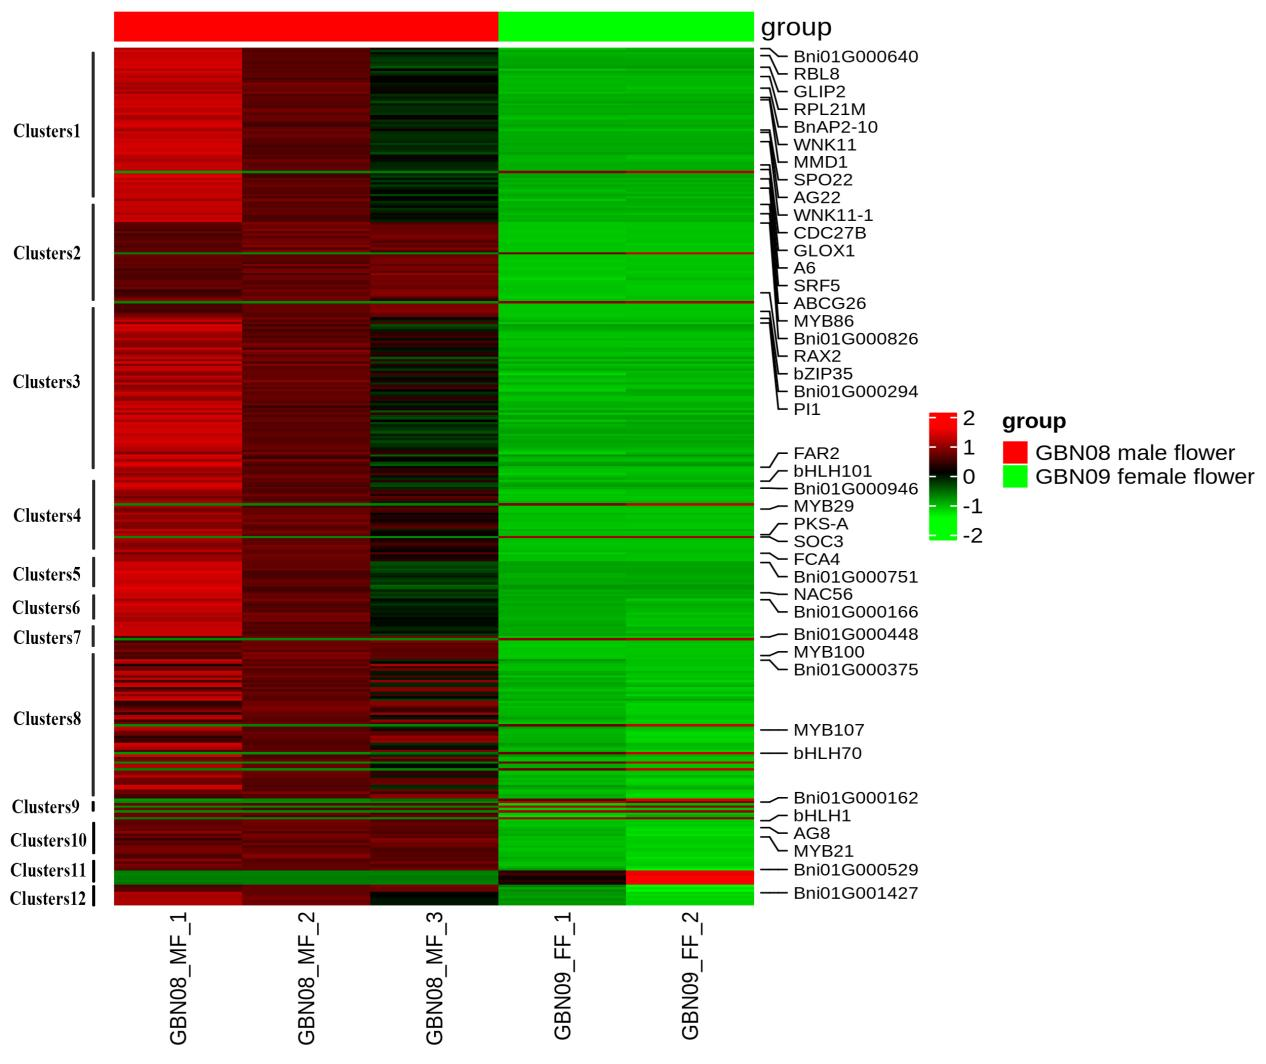 group
Clusters1
Clusters2
Clusters3
Clusters4
Clusters5
Clusters6
Clusters7
Clusters8
Clusters9
Clusters10
Clusters11
Clusters12
Bni01G000640
RBL8
GLIP2
RPL21M
BnAP2-10
WNK11
MMD1
SPO22
AG22
WNK11-1
CDC27B
GLOX1
A6
SRF5
ABCG26
MYB86
Bni01G000826
RAX2
bZIP35
Bni01G000294
PI1
FAR2
bHLH101
Bni01G000946
MYB29
PKS-A
SOC3
FCA4
Bni01G000751
NAC56
Bni01G000166
Bni01G000448
MYB100
Bni01G000375
MYB107
bHLH70
Bni01G000162
bHLH1
AG8
MYB21
Bni01G000529
Bni01G001427
2
1
0
-1
-2
group
GBN08 male flower
GBN09 female flower
GBN08_MF_1
GBN08_MF_2
GBN08_MF_3
GBN09_FF_1
GBN09_FF_2